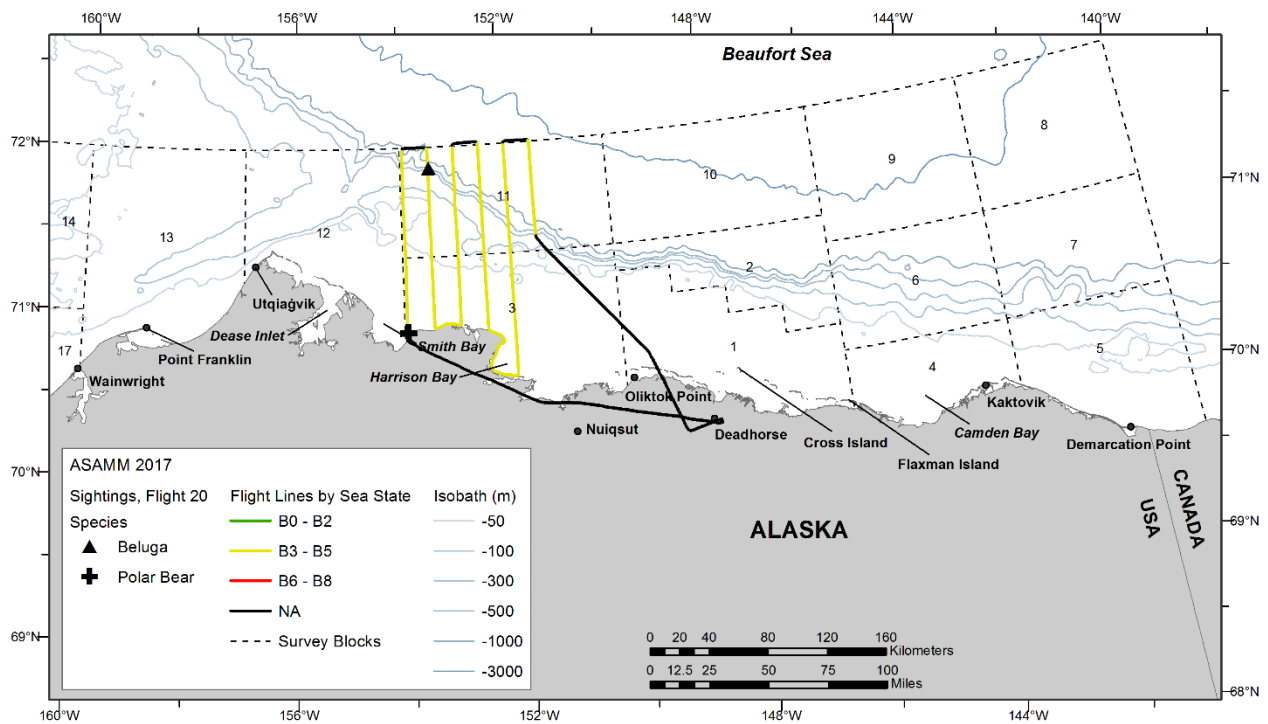 160°W 156°W 152°W 148°W 144°W 140°W
Beaufort Sea
72°N
71°N
8
9
10
11
14
13
12
7
2
6
71°N
3
Utqiaġvik
Dease Inlet
Smith Bay
Point Franklin
17
Wainwright
Harrison Bay
1
5
70°N
4
Oliktok Point
Kaktovik
Nuiqsut
Deadhorse
Cross Island
Camden Bay
Flaxman Island
Demarcation Point
70°N
69°N
69°N
68°N
CANADA
USA
ALASKA
ASAMM 2017
Sightings, Flight 20
Species
Beluga
Polar Bear
Flight Lines by Sea State
B0 - B2
B3 - B5
B6 - B8
NA
Survey Blocks
Isobath (m)
-50
-100
-300
-500
-1000
-3000
0 20 40 80 120 160
Kilometers
0 12.5 25 50 75 100
Miles
160°W 156°W 152°W 148°W 144°W 140°W